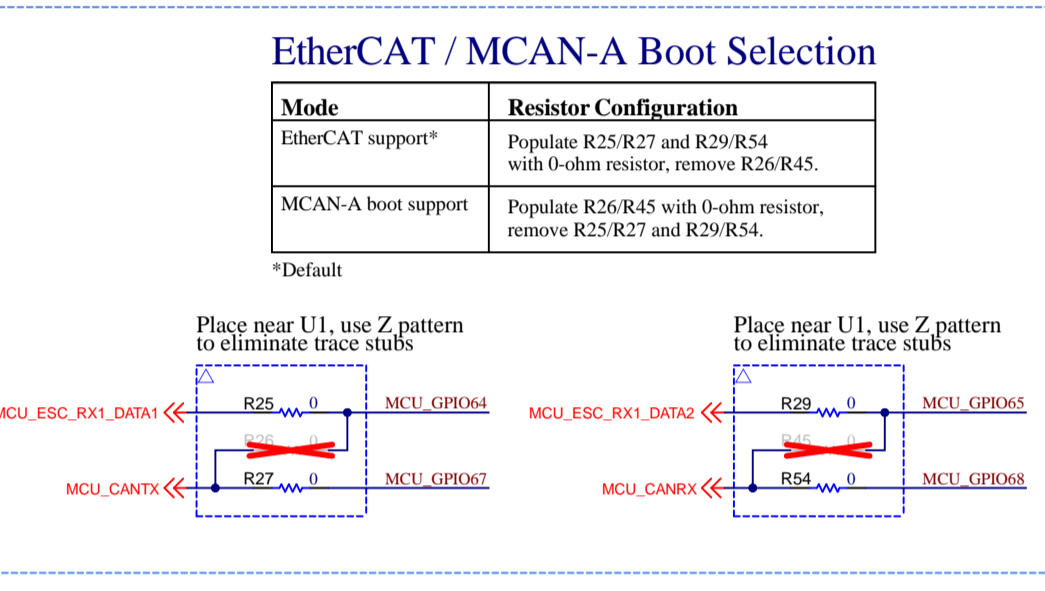 EtherCAT / MCAN-A Boot Selection
Mode
Resistor Configuration
EtherCAT support*
Populate R25/R27 and R29/R54
with 0-ohm resistor, remove R26/R45.
MCAN-A boot support
Populate R26/R45 with 0-ohm resistor,
remove R25/R27 and R29/R54.
*Default
Place near U1, use Z pattern
to eliminate trace stubs
MCU_ESC_RX1_DATA1
R25
0
MCU_GPIO64
R26
0
MCU_CANTX
R27
0
MCU_GPIO67
Place near U1, use Z pattern
to eliminate trace stubs
MCU_ESC_RX1_DATA2
R29
0
MCU_GPIO65
R45
0
MCU_CANRX
R54
0
MCU_GPIO68